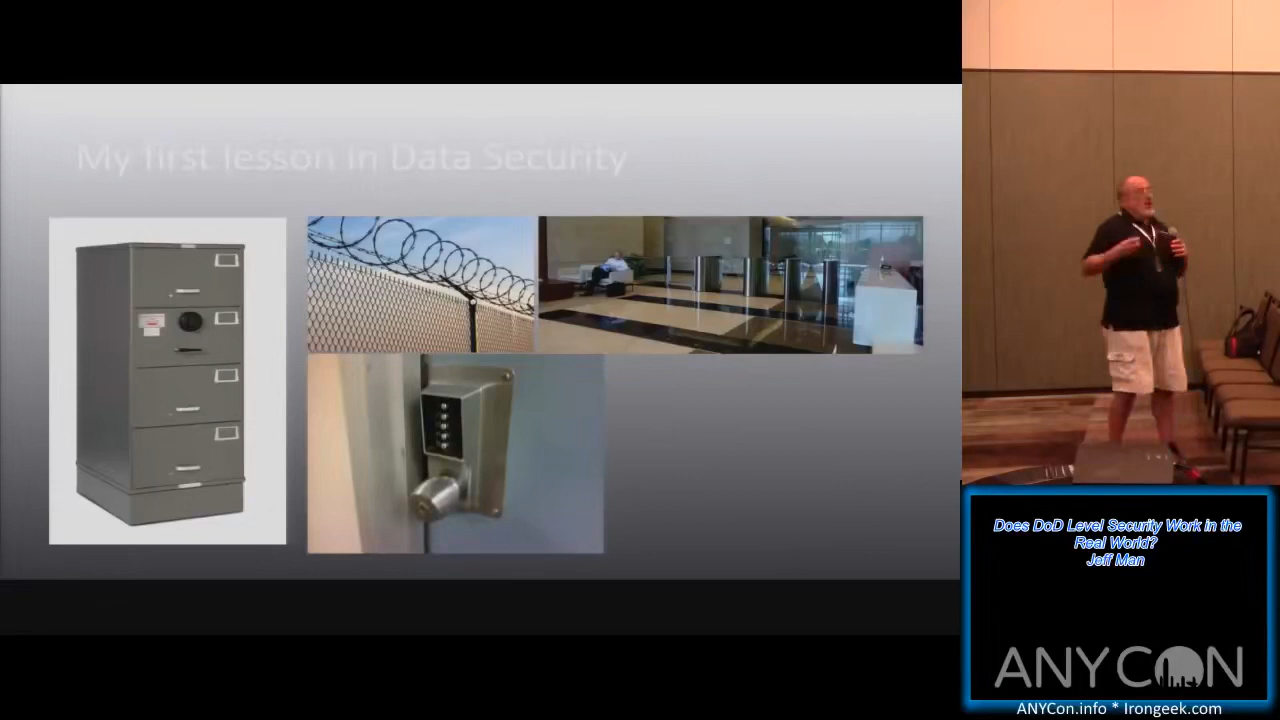 My first lesson in Data Security
Does DoD Level Security Work in the
Real World?
Jeff Man
ANYCON
ANYCon.info * Irongeek.com